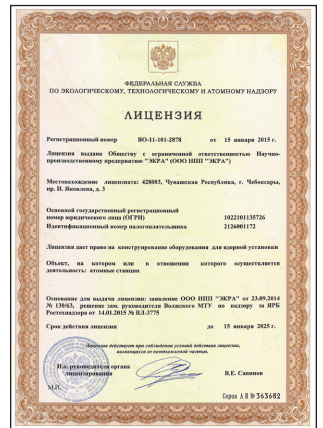 ФЕДЕРАЛЬНАЯ СЛУЖБА
ПО ЭКОЛОГИЧЕСКОМУ, ТЕХНОЛОГИЧЕСКОМУ И АТОМНОМУ НАДЗОРУ
ЛИЦЕНЗИЯ
Регистрационный номер ВО-11-101-2878 от 15 января 2015 г.
Лицензия выдана Обществу с ограниченной ответственностью Научно-
производственному предприятию "ЭКРА" (ООО НПП "ЭКРА")
Местонахождение лицензиата: 428003, Чувашская Республика, г. Чебоксары,
пр. И. Яковлева, д. 3
Основной государственный регистрационный
номер юридического лица (ОГРН) 1022101135726
Идентификационный номер налогоплательщика 2126001172
Лицензия дает право на конструирование оборудования для ядерной установки
Объект, на котором или в отношении которого осуществляется
деятельность: атомные станции
Основание для выдачи лицензии: заявление ООО НПП "ЭКРА" от 23.09.2014
№ 130/63, решение зам. руководителя Волжского МТУ по надзору за ЯРБ
Ростехнадзора от 14.01.2015 № ВЛ-3775
Срок действия лицензии до 15 января 2025 г.
Лицензия действует при соблюдении условий действия лицензии,
являющихся ее неотъемлемой частью.
И.о. руководителя органа
лицензирования В.Е. Сапинов
М.П.
Серия А В № 363682